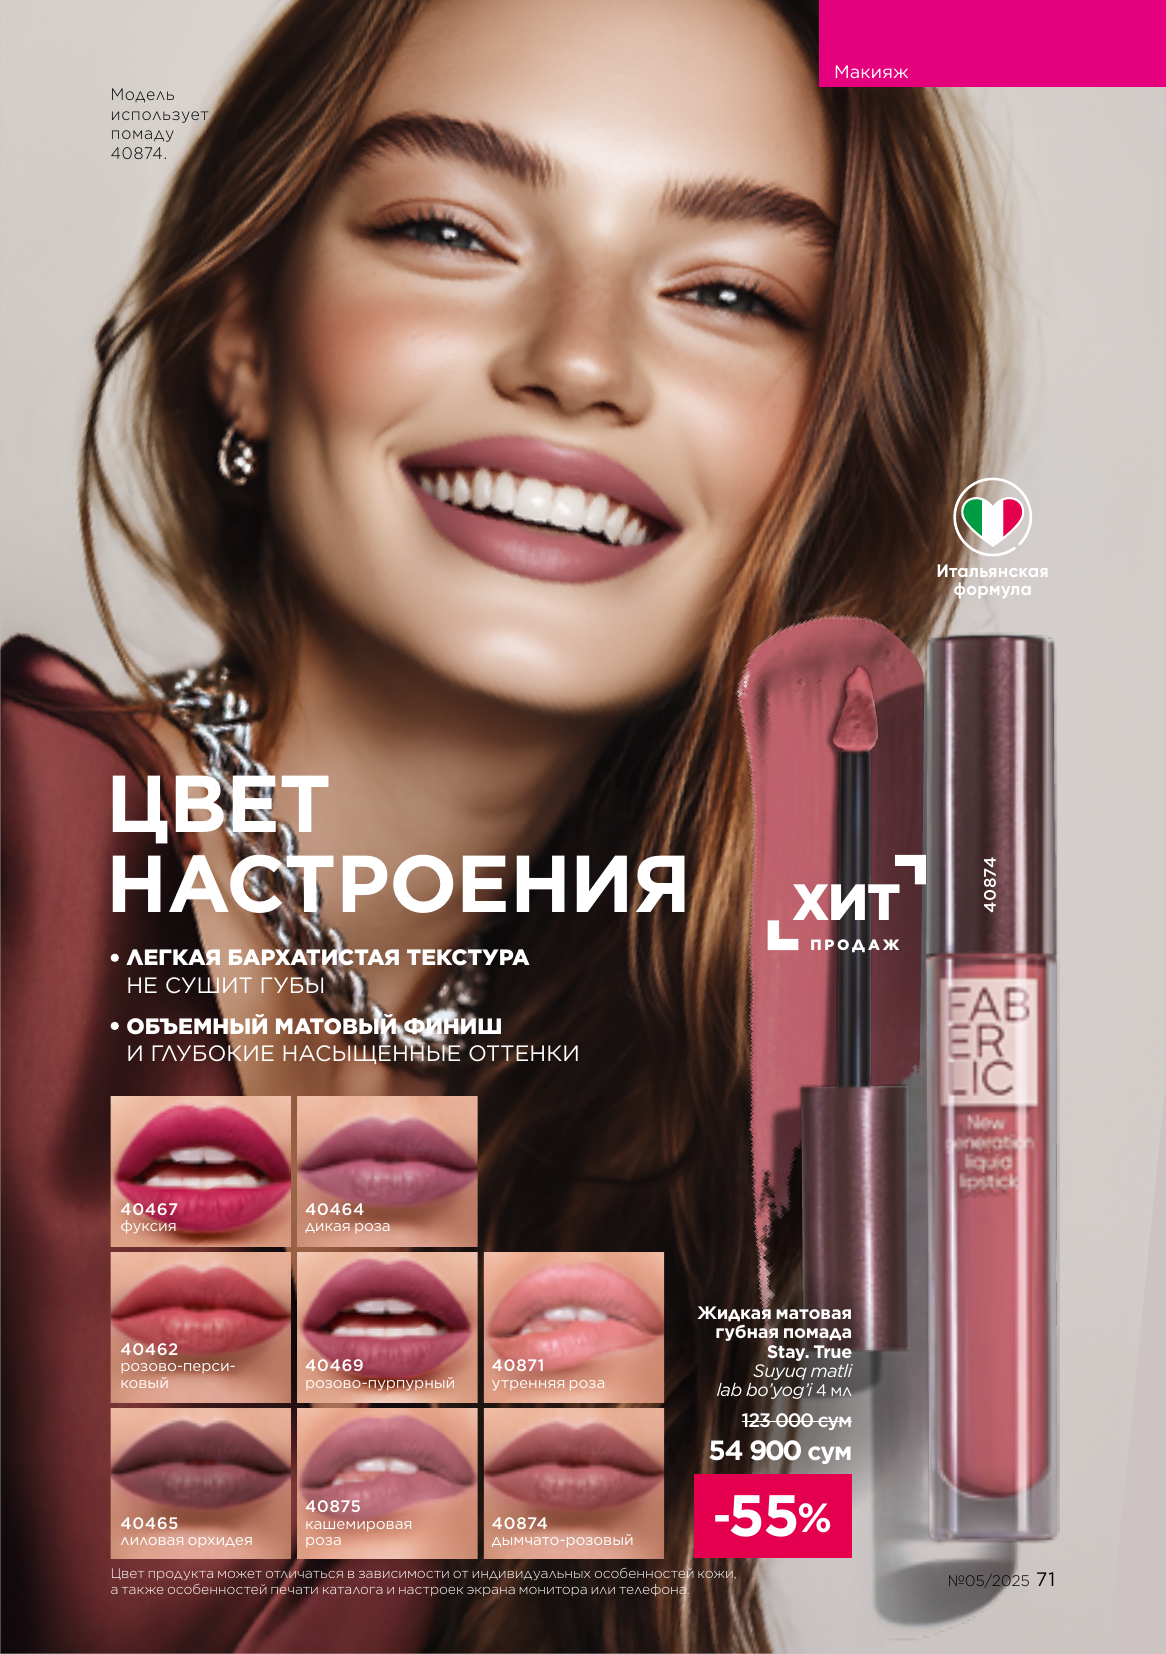 Макияж
Модель
использует
помаду
40874.
Итальянская
формула
ЦВЕТ
НАСТРОЕНИЯ
ХИТ
ПРОДАЖ
40874
• ЛЕГКАЯ БАРХАТИСТАЯ ТЕКСТУРА
НЕ СУШИТ ГУБЫ
• ОБЪЕМНЫЙ МАТОВЫЙ ФИНИШ
И ГЛУБОКИЕ НАСЫЩЕННЫЕ ОТТЕНКИ
FAB
ER
LIC
New
generation
liquid
lipstick
40467
фуксия
40464
дикая роза
40462
розово-перси-
ковый
40469
розово-пурпурный
40871
утренняя роза
40465
лиловая орхидея
40875
кашемировая
роза
40874
дымчато-розовый
Жидкая матовая
губная помада
Stay. True
Suyuq matli
lab bo'yog'i 4 мл
123 000 сум
54 900 сум
-55%
Цвет продукта может отличаться в зависимости от индивидуальных особенностей кожи,
а также особенностей печати каталога и настроек экрана монитора или телефона.
№05/2025 71